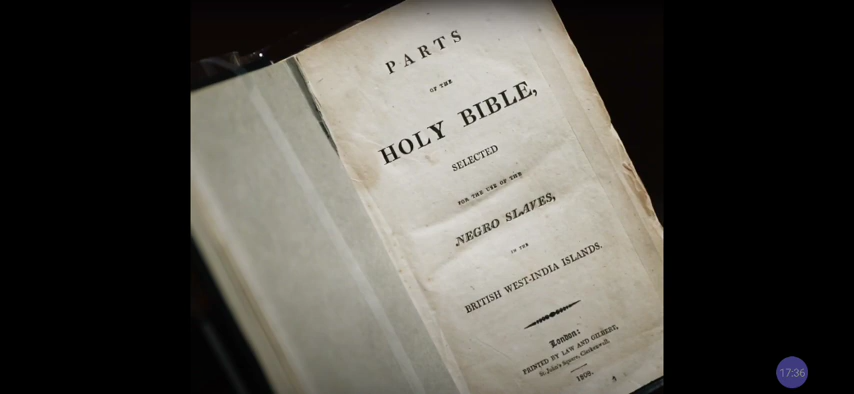 PARTS
OF THE
HOLY BIBLE,
SELECTED
FOR THE USE OF THE
NEGRO SLAVES,
IN THE
BRITISH WEST-INDIA ISLANDS.
London:
PRINTED BY LAW AND GILBERT,
St. John's Square, Clerkenwell.
1808.
17:36